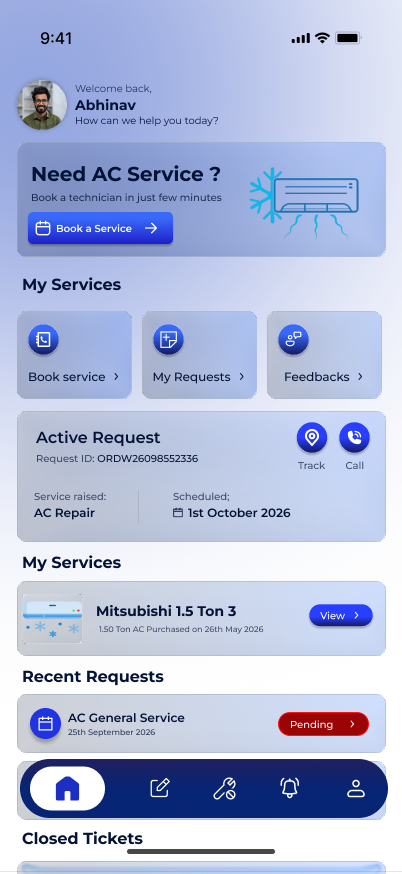 9:41
Welcome back,
Abhinav
How can we help you today?
Need AC Service ?
Book a technician in just few minutes
Book a Service
My Services
Book service
My Requests
Feedbacks
Active Request
Request ID: ORDW26098552336
Track
Call
Service raised:
Scheduled;
AC Repair
1st October 2026
My Services
Mitsubishi 1.5 Ton 3
1.50 Ton AC Purchased on 26th May 2026
View
Recent Requests
AC General Service
25th September 2026
Pending
Closed Tickets